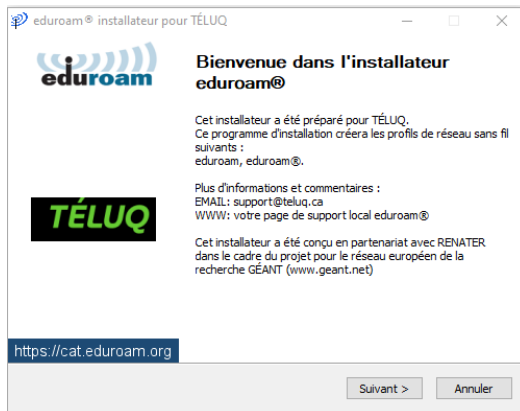 eduroam® installateur pour TÉLUQ
eduroam
Bienvenue dans l'installateur
eduroam®
Cet installateur a été préparé pour TÉLUQ.
Ce programme d'installation créera les profils de réseau sans fil
suivants :
eduroam, eduroam®.
Plus d'informations et commentaires :
EMAIL: support@teluq.ca
WWW: votre page de support local eduroam®
TÉLUQ
Cet installateur a été conçu en partenariat avec RENATER
dans le cadre du projet pour le réseau européen de la
recherche GÉANT (www.geant.net)
https://cat.eduroam.org
Suivant >
Annuler